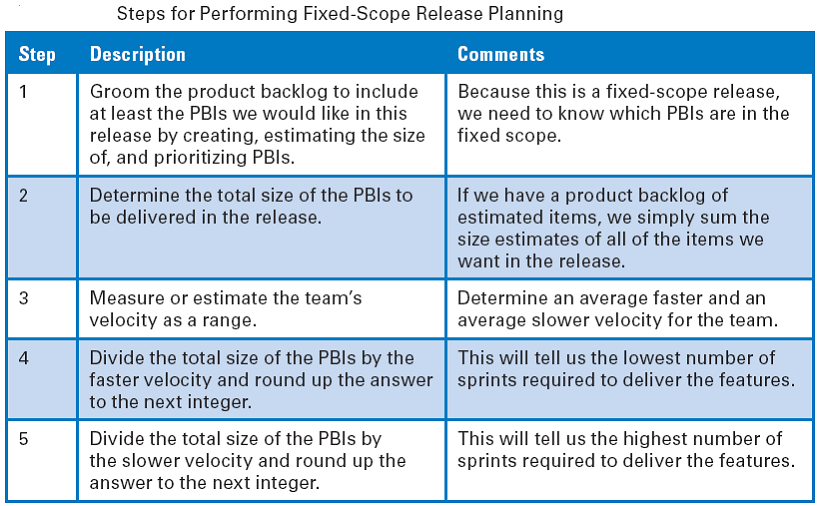 Steps for Performing Fixed-Scope Release Planning
Step Description Comments
1
Groom the product backlog to include
at least the PBIs we would like in this
release by creating, estimating the size
of, and prioritizing PBIs.
Because this is a fixed-scope release,
we need to know which PBIs are in the
fixed scope.
2
Determine the total size of the PBIs to
be delivered in the release.
If we have a product backlog of
estimated items, we simply sum the
size estimates of all of the items we
want in the release.
3
Measure or estimate the team’s
velocity as a range.
Determine an average faster and an
average slower velocity for the team.
4
Divide the total size of the PBIs by the
faster velocity and round up the answer
to the next integer.
This will tell us the lowest number of
sprints required to deliver the features.
5
Divide the total size of the PBIs by
the slower velocity and round up the
answer to the next integer.
This will tell us the highest number of
sprints required to deliver the features.